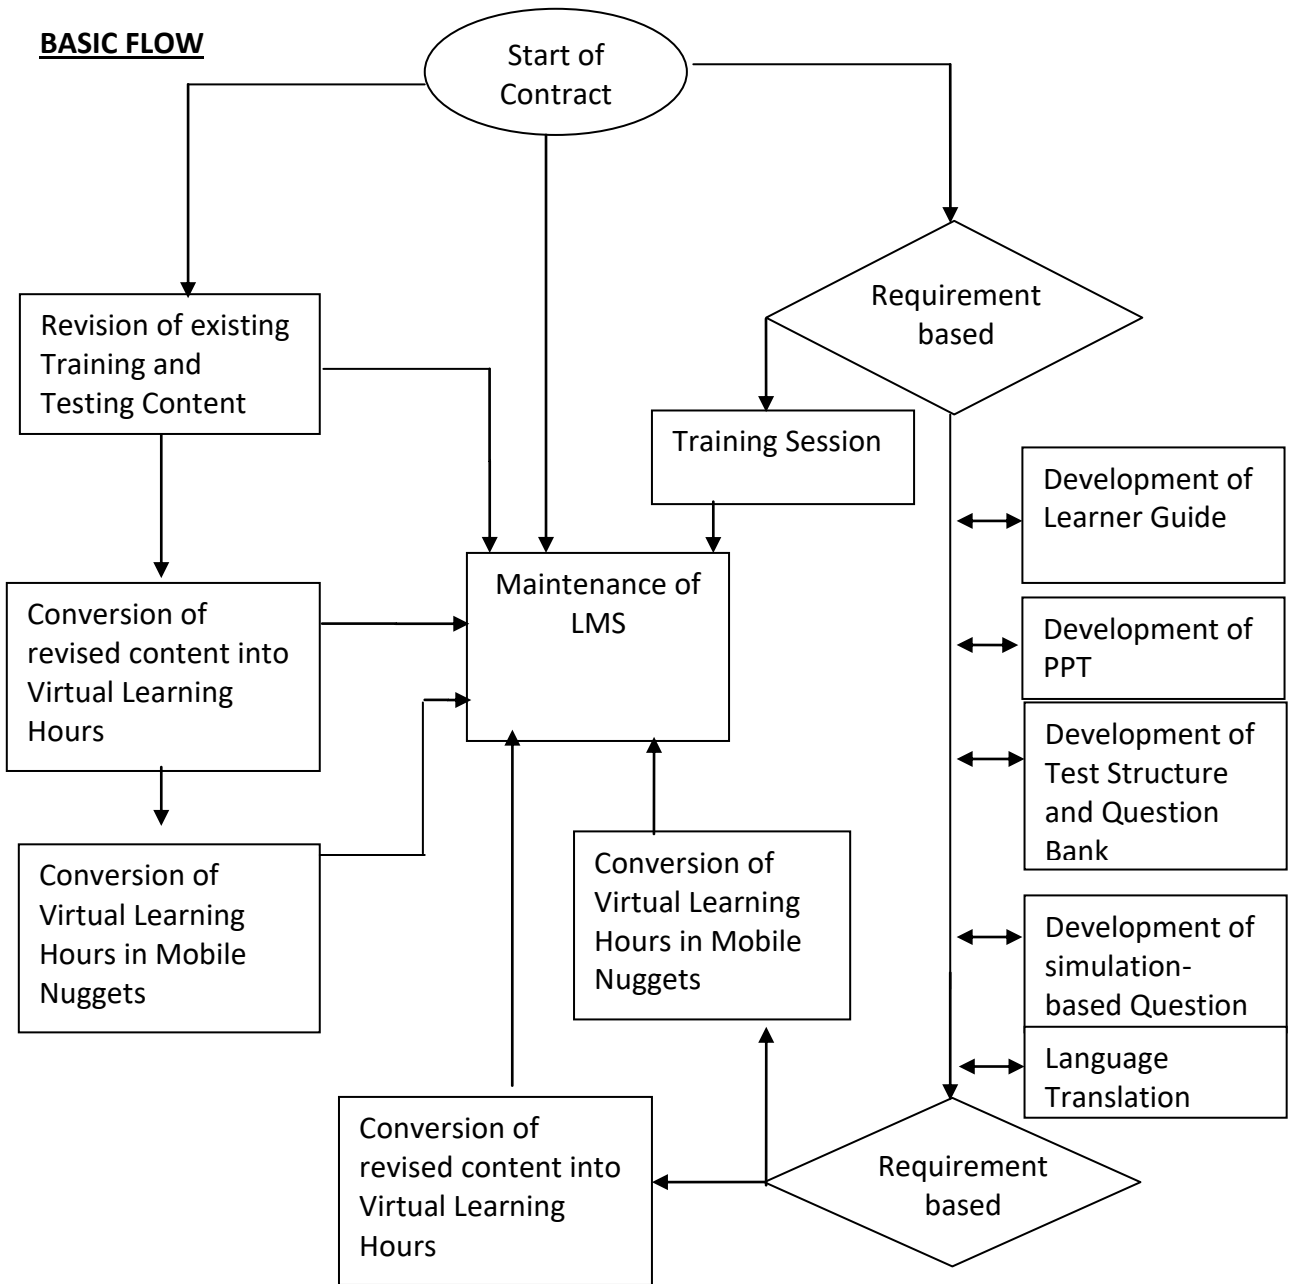 BASIC FLOW
Start of
Contract
Requirement
based
Revision of existing
Training and
Testing Content
Training Session
Development of
Learner Guide
Maintenance of
LMS
Conversion of
revised content into
Virtual Learning
Hours
Development of
PPT
Development of
Test Structure
and Question
Bank
Conversion of
Virtual Learning
Hours in Mobile
Nuggets
Conversion of
Virtual Learning
Hours in Mobile
Nuggets
Development of
simulation-
based Question
Language
Translation
Conversion of
revised content into
Virtual Learning
Hours
Requirement
based